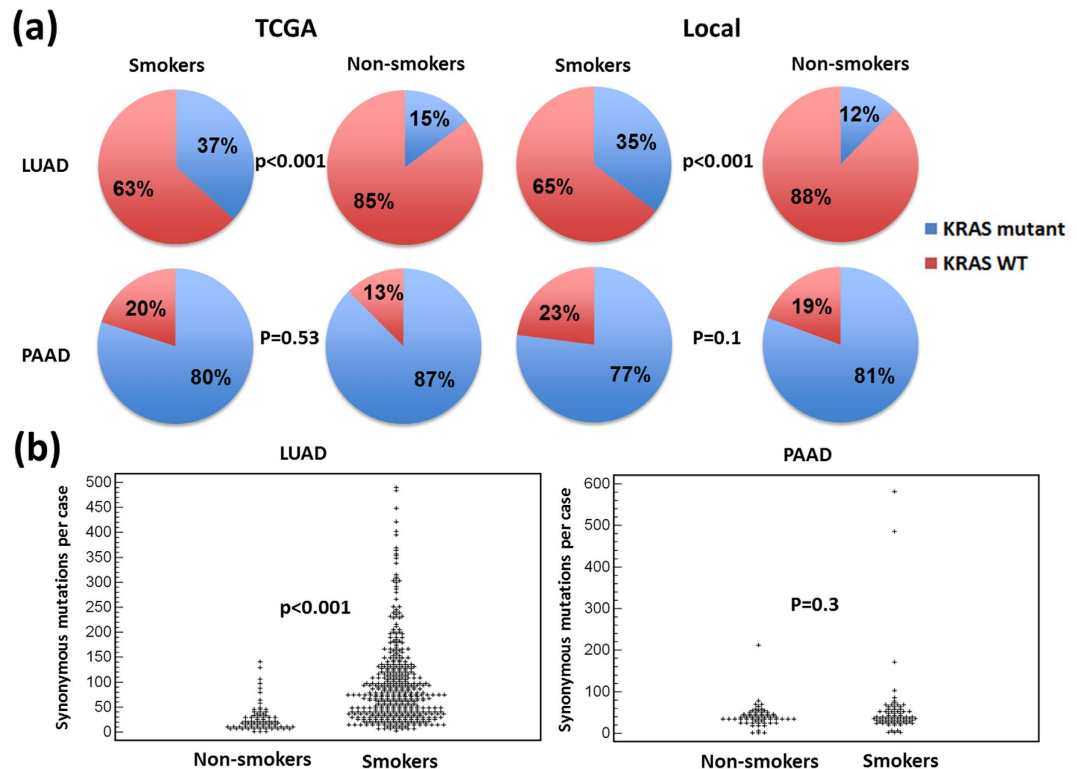 (a)
TCGA
Local
Smokers
Non-smokers
Smokers
Non-smokers
LUAD
37%
63%
p<0.001
15%
85%
35%
65%
p<0.001
12%
88%
KRAS mutant
KRAS WT
PAAD
20%
80%
P=0.53
13%
87%
23%
77%
P=0.1
19%
81%
(b)
LUAD
Synonymous mutations per case
500
450
400
350
300
250
200
150
100
50
0
p<0.001
Non-smokers
Smokers
PAAD
Synonymous mutations per case
600
500
400
300
200
100
0
P=0.3
Non-smokers
Smokers